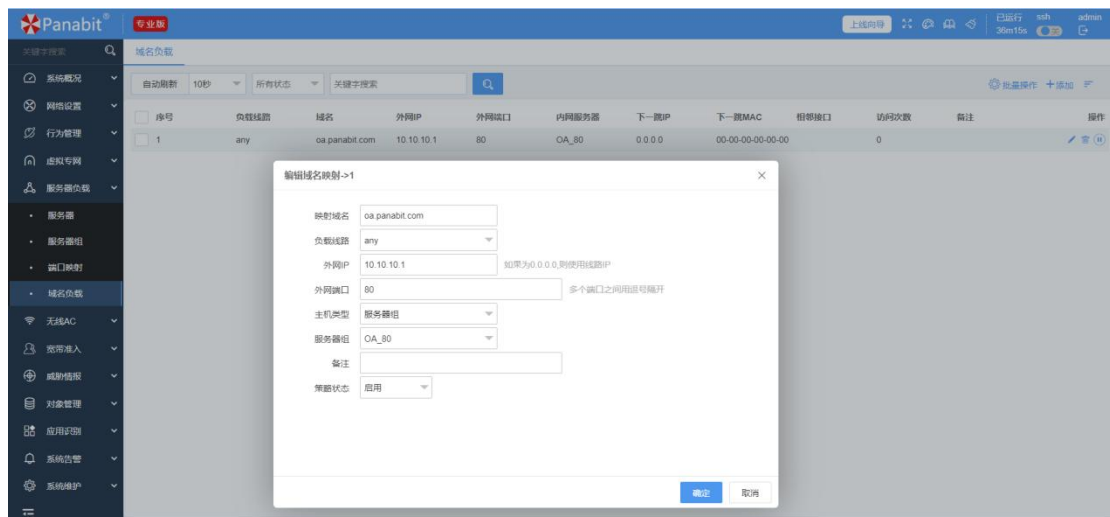 Panabit® 专业版 上线向导 已运行 ssh admin
36m15s
关键字搜索 域名负载
系统概况 自动刷新 10秒 所有状态 关键字搜索 批量操作 添加
网络设置 序号 负载线路 域名 外网IP 外网端口 内网服务器 下一跳IP 下一跳MAC 相邻接口 访问次数 备注 操作
行为管理 1 any oa.panabit.com 10.10.10.1 80 OA_80 0.0.0.0 00-00-00-00-00-00 0
虚拟专网
服务器负载
服务器
服务器组
端口映射
域名负载
无线AC
宽带准入
威胁情报
对象管理
应用识别
系统告警
系统维护
编辑域名映射->1
映射域名 oa.panabit.com
负载线路 any
外网IP 10.10.10.1 如果为0.0.0.0,则使用线路IP
外网端口 80 多个端口之间用逗号隔开
主机类型 服务器组
服务器组 OA_80
备注
策略状态 启用
确定 取消